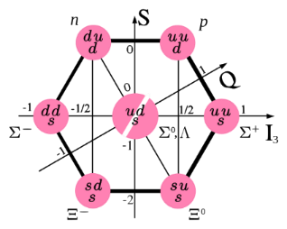 n S p
du
d
uu
d
0
0
1 Q
-1 -1/2 1/2 1
dd
s
ud
s
uu
s
Σ⁻ Σ⁰,Λ Σ⁺ I₃
-1
-1
sd
s
su
s
-2
Ξ⁻ Ξ⁰